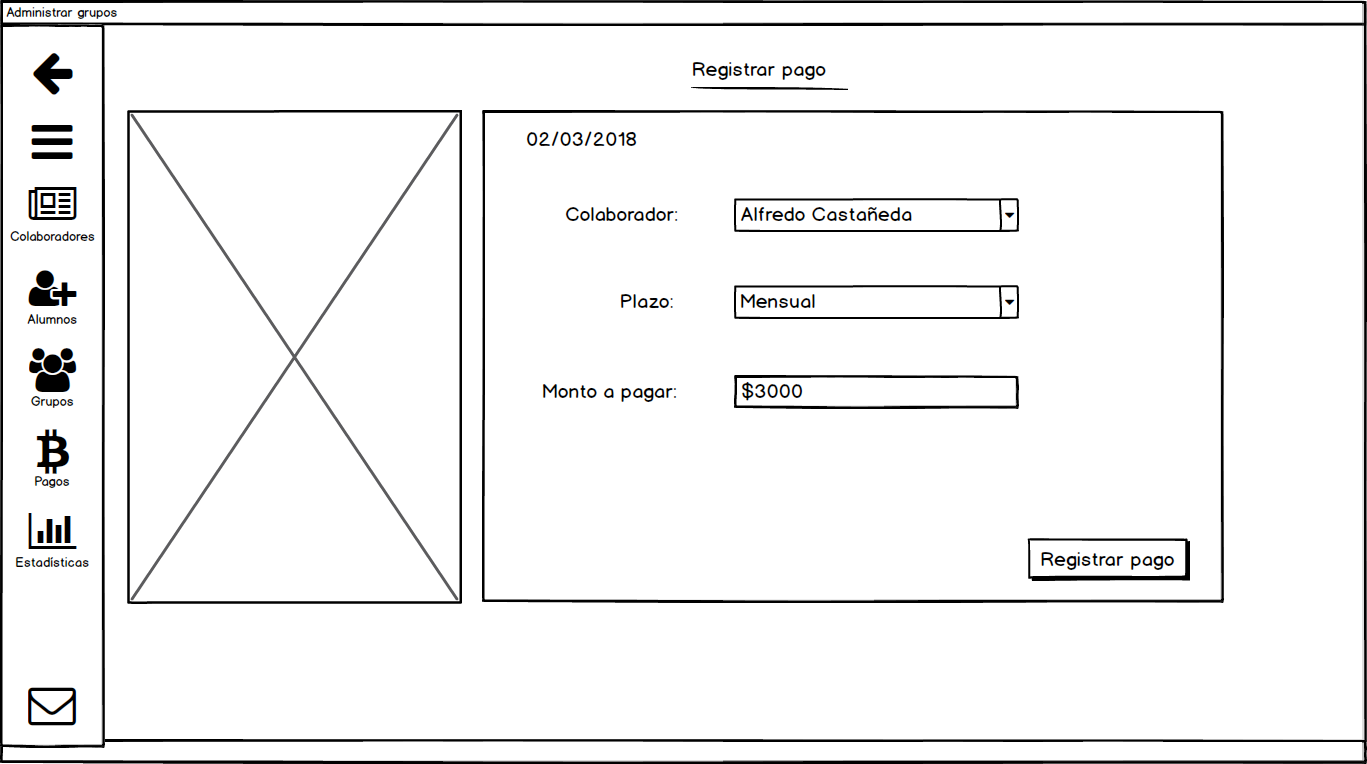 Administrar grupos
Colaboradores
Alumnos
Grupos
Pagos
Estadísticas
Registrar pago
02/03/2018
Colaborador: Alfredo Castañeda
Plazo: Mensual
Monto a pagar: $3000
Registrar pago